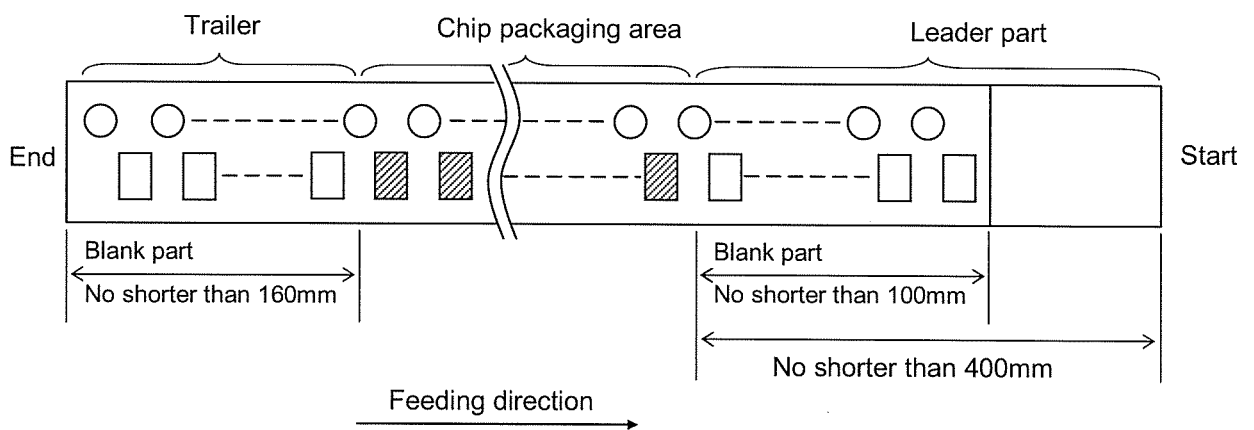 Trailer
Chip packaging area
Leader part
End
Start
Blank part
No shorter than 160mm
Blank part
No shorter than 100mm
No shorter than 400mm
Feeding direction